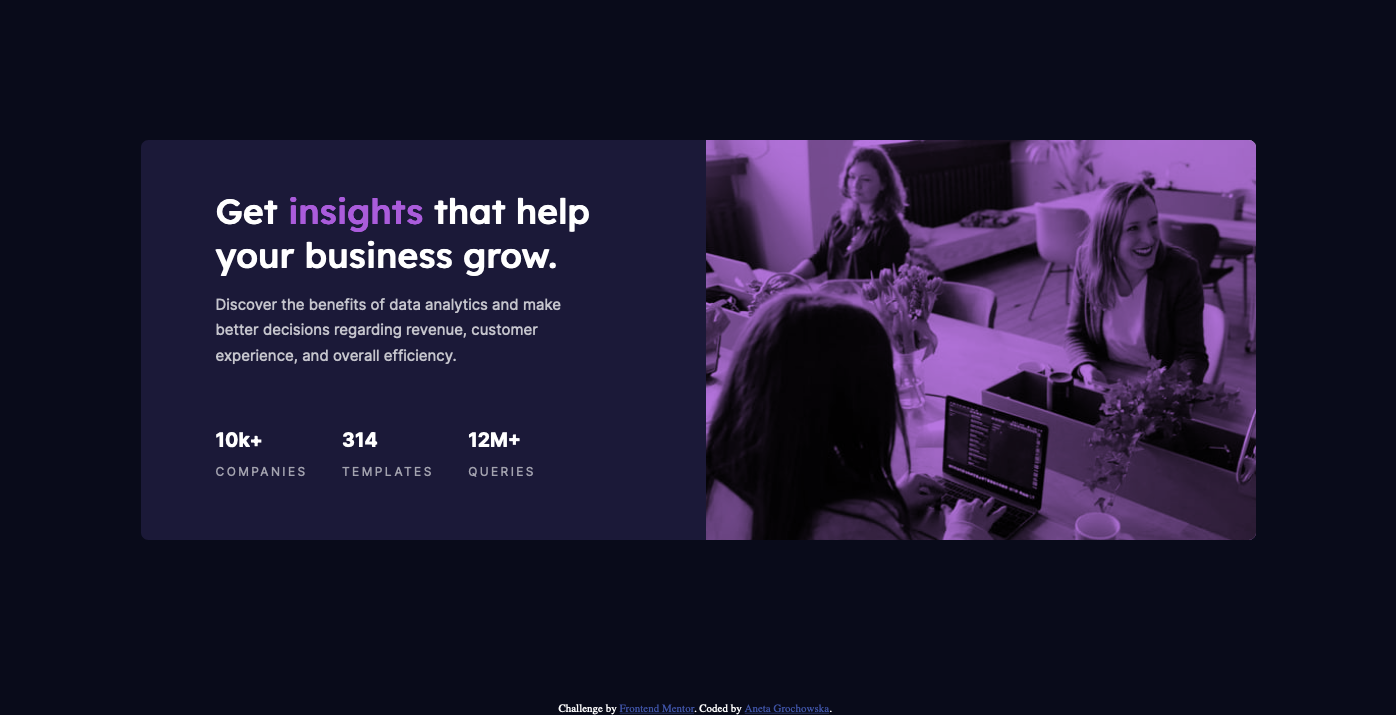 Get insights that help
your business grow.
Discover the benefits of data analytics and make
better decisions regarding revenue, customer
experience, and overall efficiency.
10k+ 314 12M+
COMPANIES TEMPLATES QUERIES
Challenge by Frontend Mentor. Coded by Aneta Grochowska.